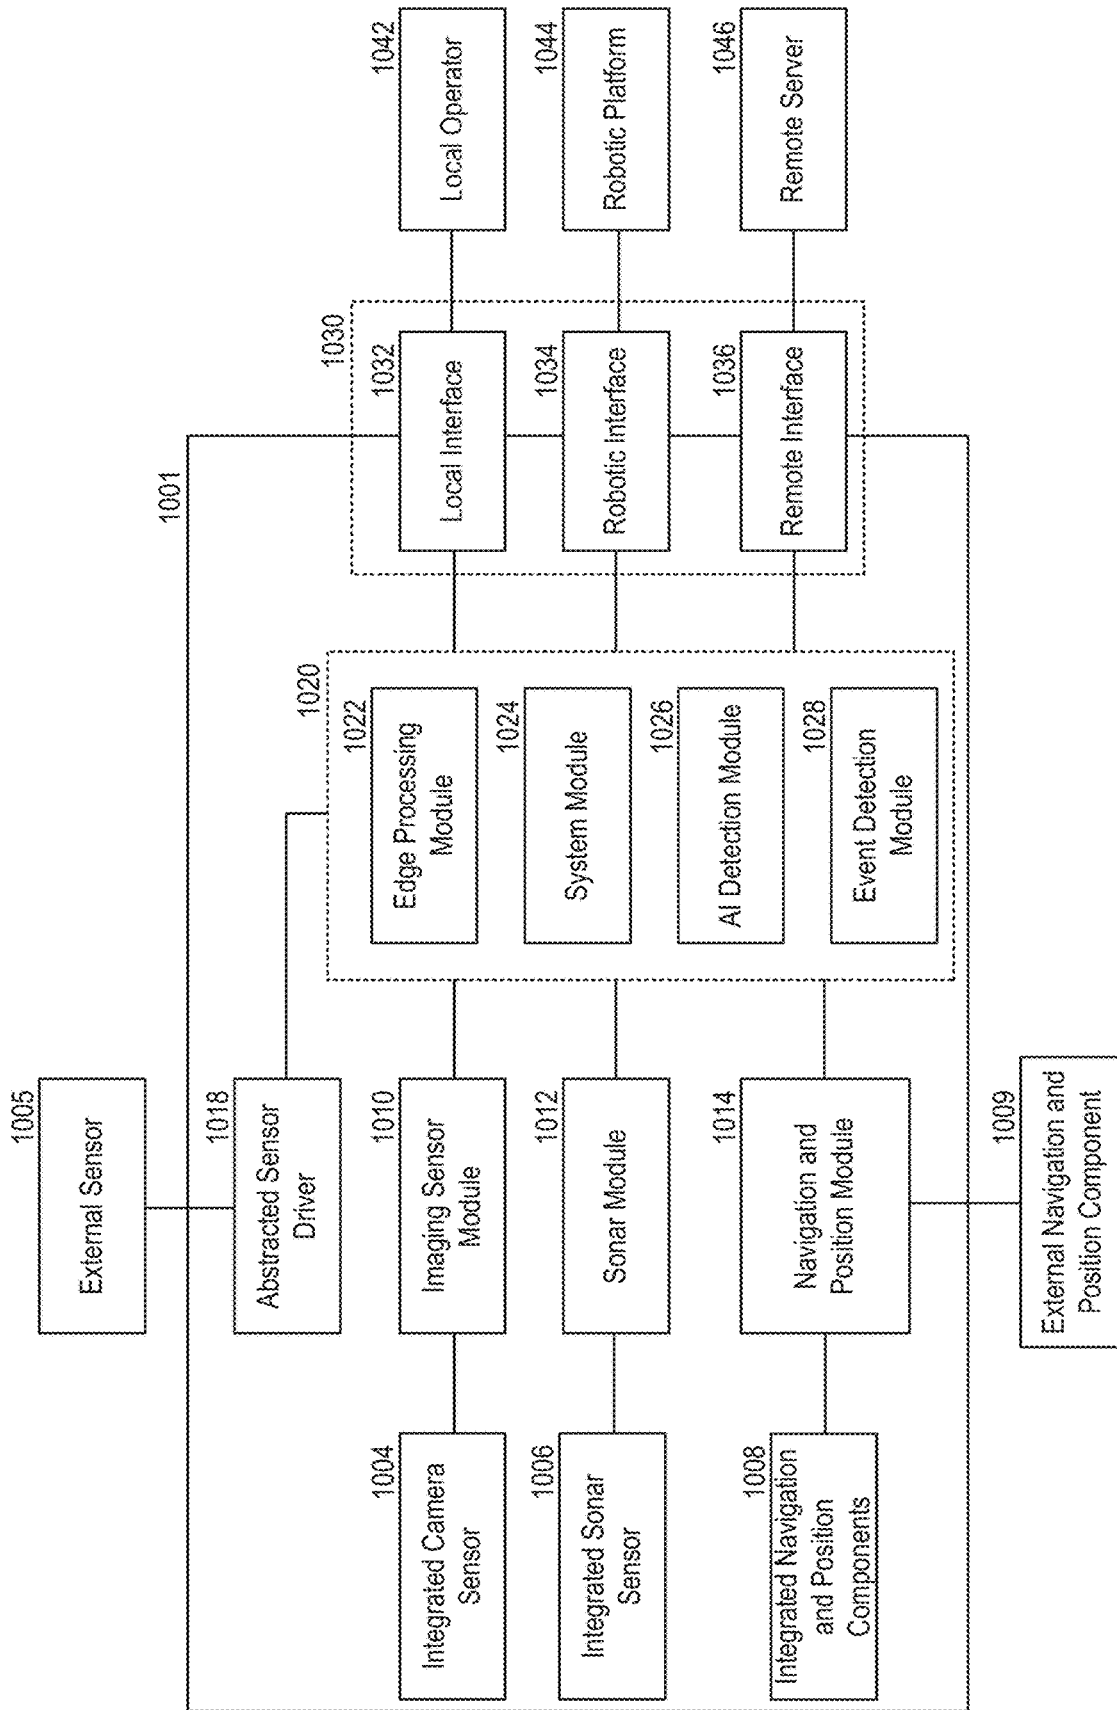 1005
External Sensor
1001
1018
Abstracted Sensor
Driver
1004
Integrated Camera
Sensor
1010
Imaging Sensor
Module
1006
Integrated Sonar
Sensor
1012
Sonar Module
1008
Integrated Navigation
and Position
Components
1014
Navigation and
Position Module
1009
External Navigation and
Position Component
1020
1022
Edge Processing
Module
1024
System Module
1026
AI Detection Module
1028
Event Detection
Module
1030
1032
Local Interface
1034
Robotic Interface
1036
Remote Interface
1042
Local Operator
1044
Robotic Platform
1046
Remote Server